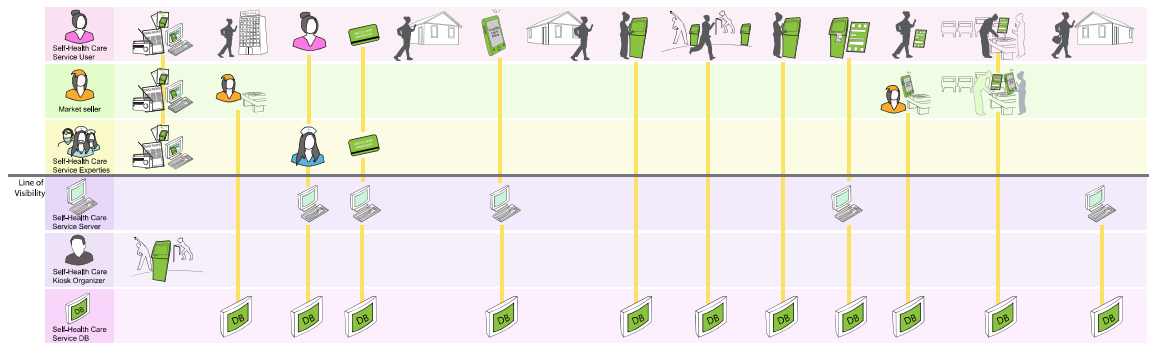 Self-Health Care
Service User
Market seller
Self-Health Care
Service Experties
Line of
Visibility
Self-Health Care
Service Server
Self-Health Care
Kiosk Organizer
DB
Self-Health Care
Service DB
DB
DB
DB
DB
DB
DB
DB
DB
DB
DB
DB